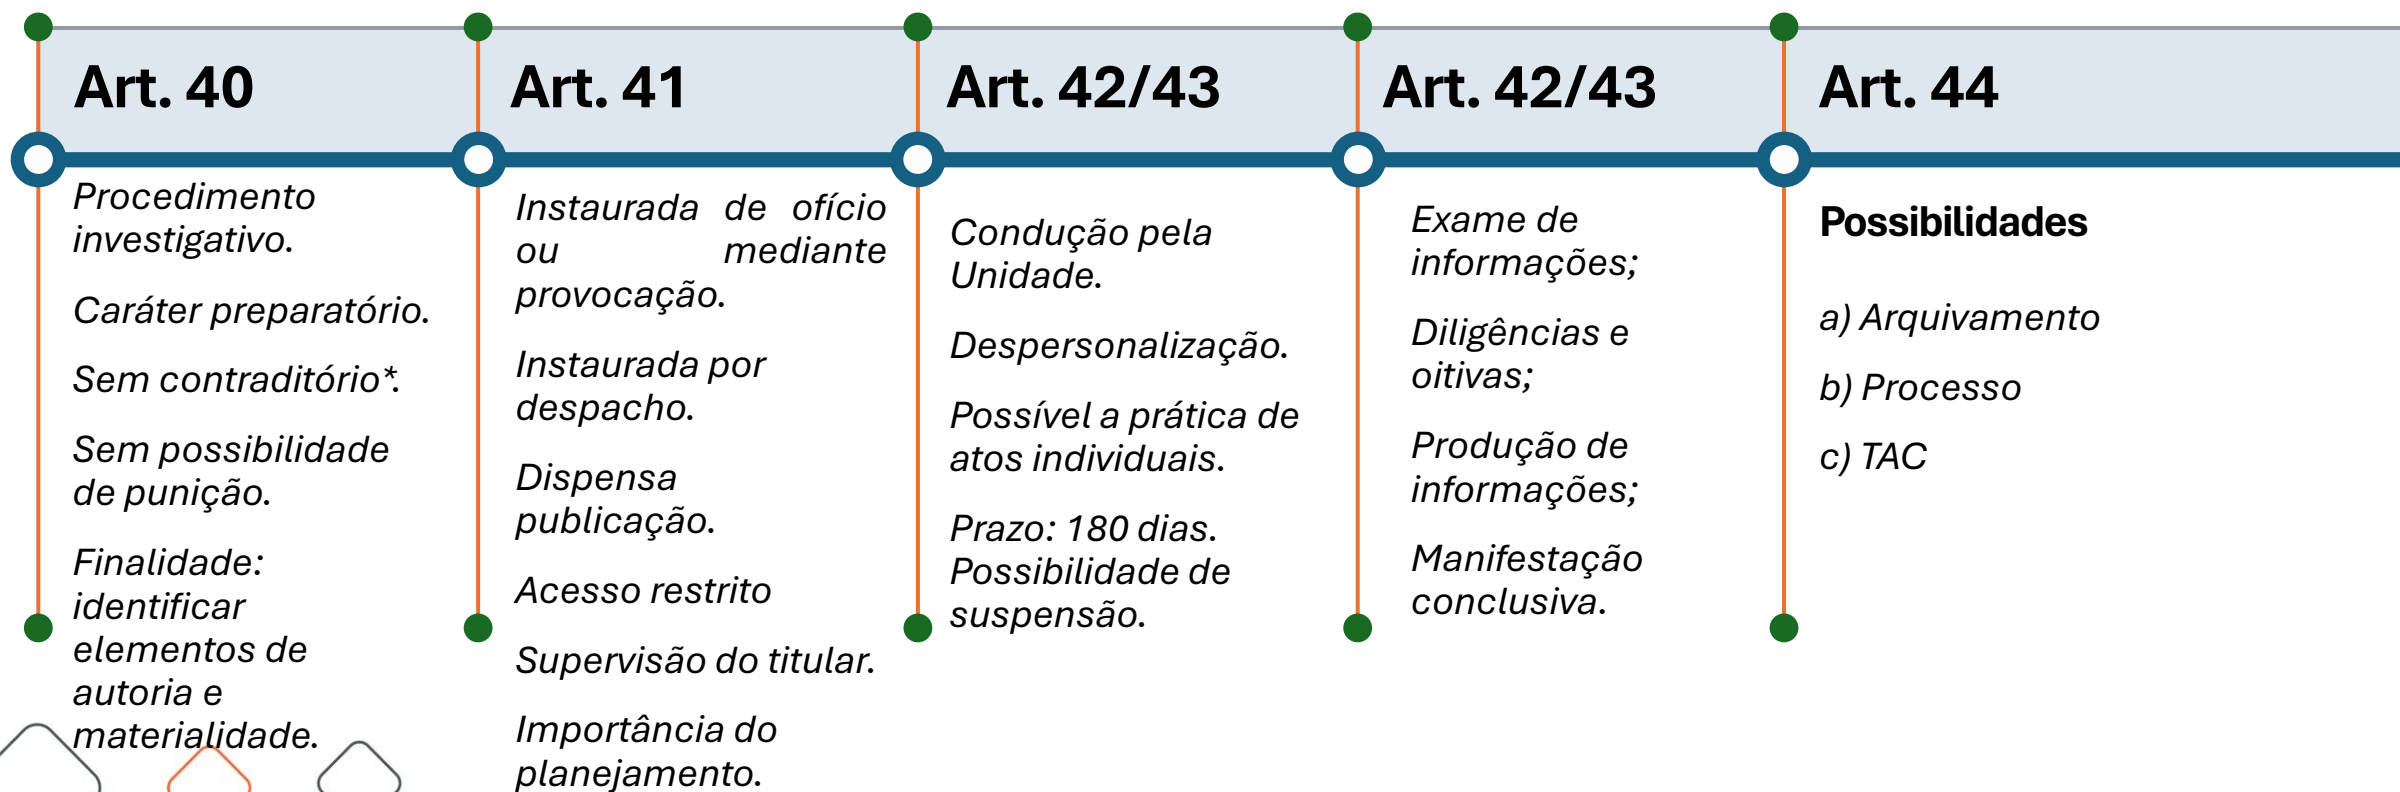 Art. 40
Procedimento
investigativo.
Caráter preparatório.
Sem contraditório*.
Sem possibilidade
de punição.
Finalidade:
identificar
elementos de
autoria e
materialidade.
Art. 41
Instaurada de ofício
ou mediante
provocação.
Instaurada por
despacho.
Dispensa
publicação.
Acesso restrito
Supervisão do titular.
Importância do
planejamento.
Art. 42/43
Condução pela
Unidade.
Despersonalização.
Possível a prática de
atos individuais.
Prazo: 180 dias.
Possibilidade de
suspensão.
Art. 42/43
Exame de
informações;
Diligências e
oitivas;
Produção de
informações;
Manifestação
conclusiva.
Art. 44
Possibilidades
a) Arquivamento
b) Processo
c) TAC